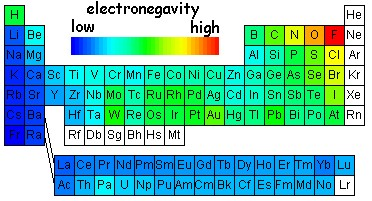 electronegavity
low high
H He
Li Be B C N O F Ne
Na Mg Al Si P S Cl Ar
K Ca Sc Ti V Cr Mn Fe Co Ni Cu Zn Ga Ge As Se Br Kr
Rb Sr Y Zr Nb Mo Tc Ru Rh Pd Ag Cd In Sn Sb Te I Xe
Cs Ba Hf Ta W Re Os Ir Pt Au Hg Tl Pb Bi Po At Rn
Fr Ra Rf Db Sg Bh Hs Mt
La Ce Pr Nd Pm Sm Eu Gd Tb Dy Ho Er Tm Yb Lu
Ac Th Pa U Np Pu Am Cm Bk Cf Es Fm Md No Lr